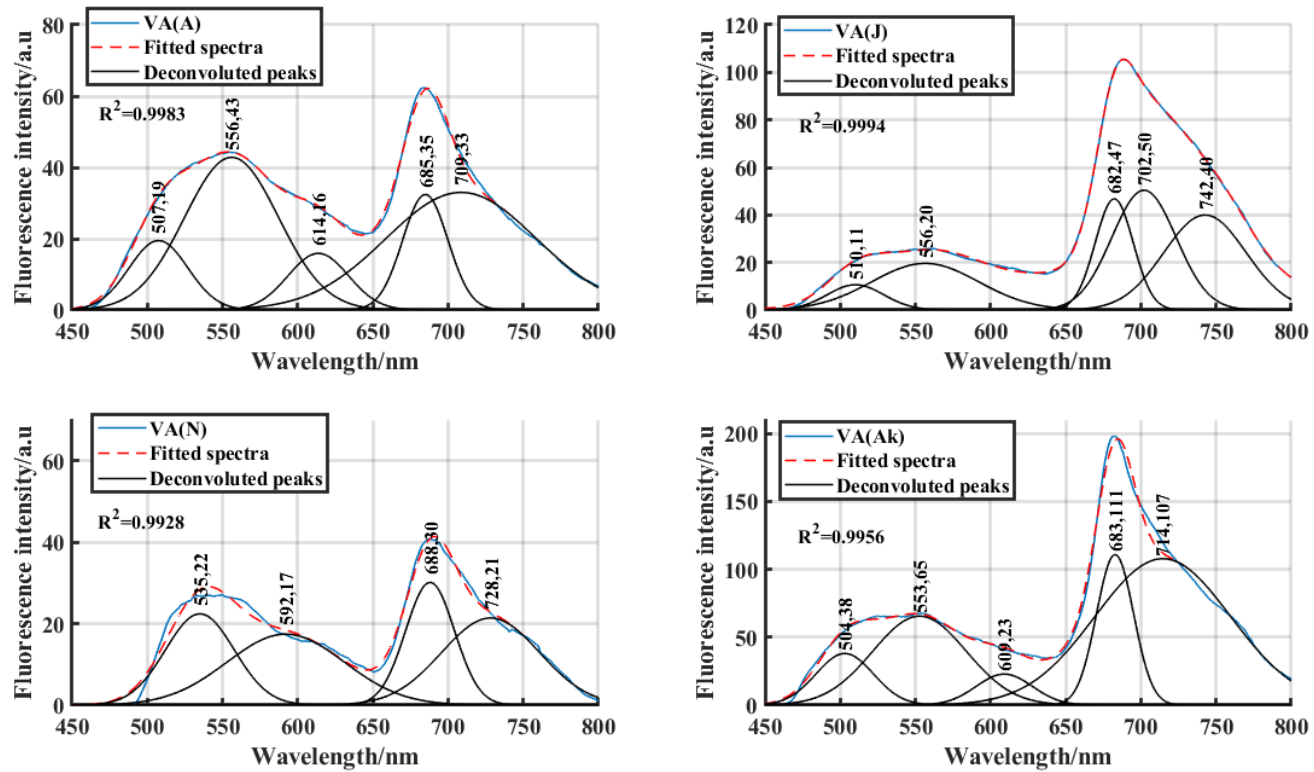 VA(A)
Fitted spectra
Deconvoluted peaks
R²=0.9983
507,19
556,43
614,16
685,35
709,33
Fluorescence intensity/a.u
80
60
40
20
0
450 500 550 600 650 700 750 800
Wavelength/nm
VA(J)
Fitted spectra
Deconvoluted peaks
R²=0.9994
510,11
556,20
682,47
702,50
742,40
Fluorescence intensity/a.u
120
100
80
60
40
20
0
450 500 550 600 650 700 750 800
Wavelength/nm
VA(N)
Fitted spectra
Deconvoluted peaks
R²=0.9928
535,22
592,17
688,30
728,21
Fluorescence intensity/a.u
60
40
20
0
450 500 550 600 650 700 750 800
Wavelength/nm
VA(Ak)
Fitted spectra
Deconvoluted peaks
R²=0.9956
504,38
553,65
609,23
683,111
714,107
Fluorescence intensity/a.u
200
150
100
50
0
450 500 550 600 650 700 750 800
Wavelength/nm